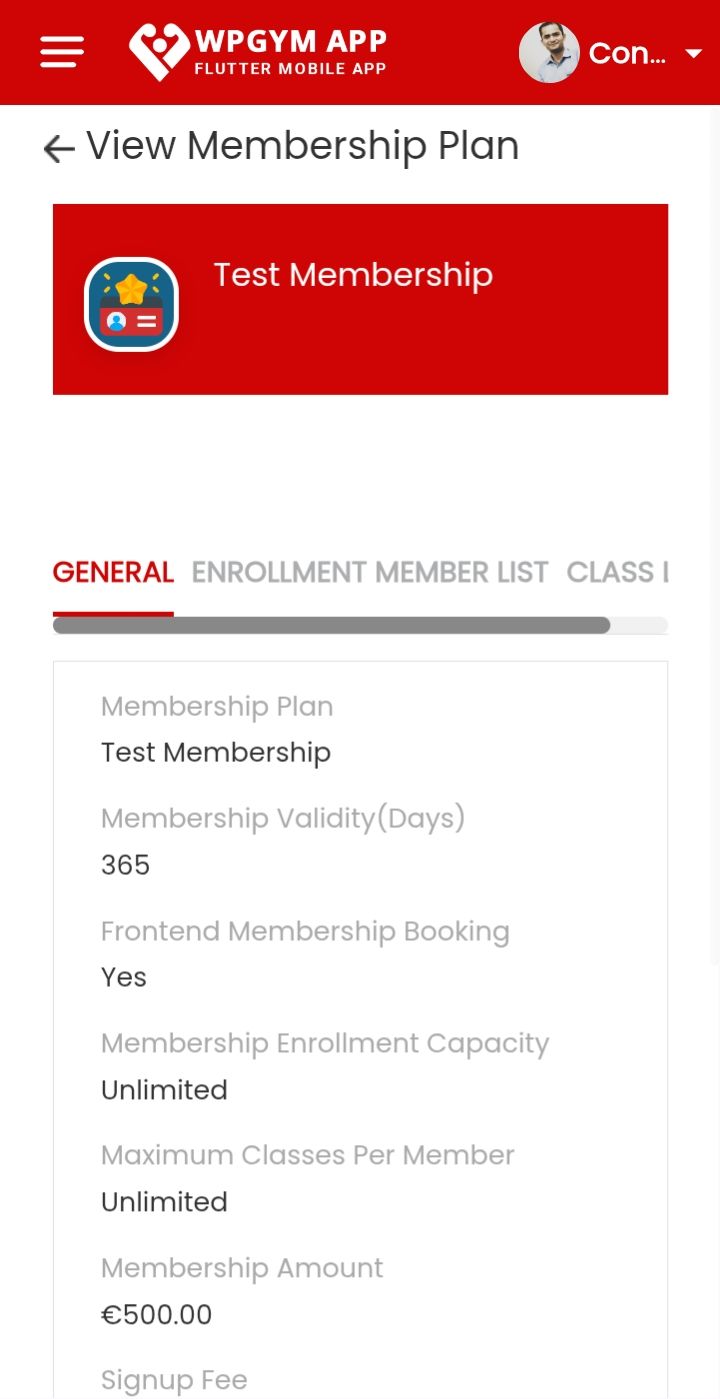 WPGYM APP
FLUTTER MOBILE APP
Con...
View Membership Plan
Test Membership
GENERAL ENROLLMENT MEMBER LIST CLASS
Membership Plan
Test Membership
Membership Validity(Days)
365
Frontend Membership Booking
Yes
Membership Enrollment Capacity
Unlimited
Maximum Classes Per Member
Unlimited
Membership Amount
€500.00
Signup Fee